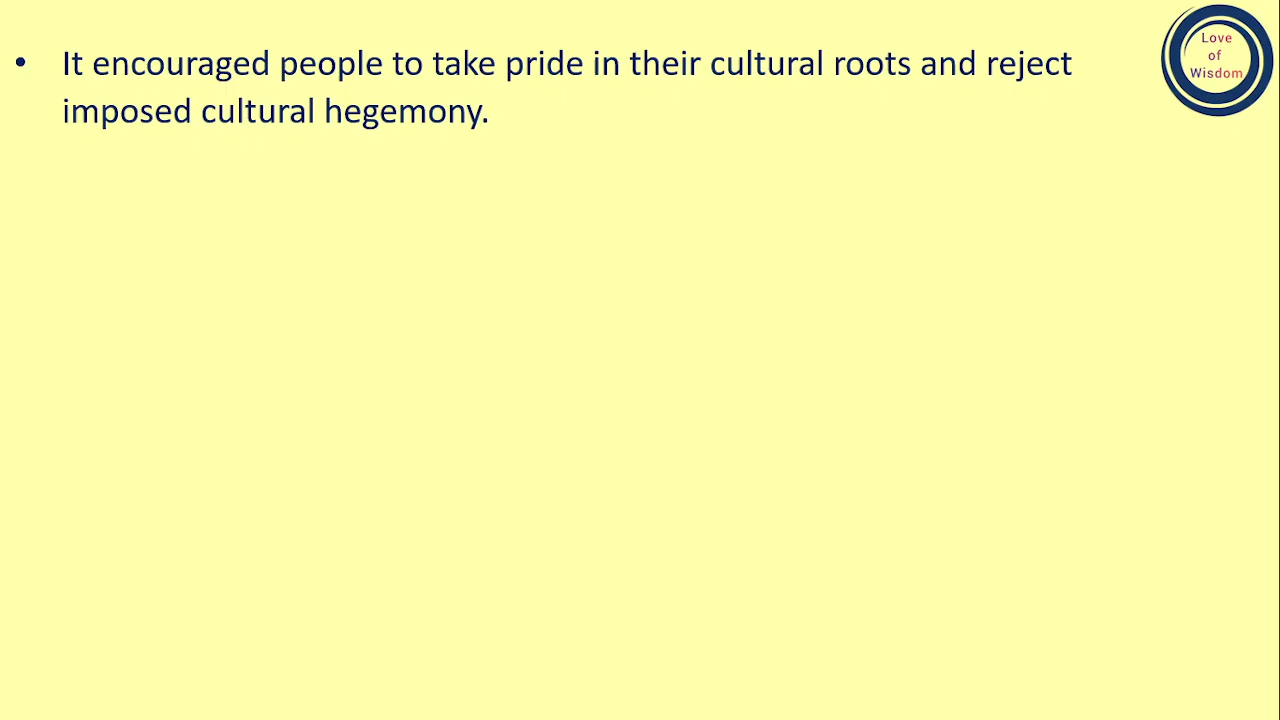 • It encouraged people to take pride in their cultural roots and reject
imposed cultural hegemony.
Love
of
Wisdom